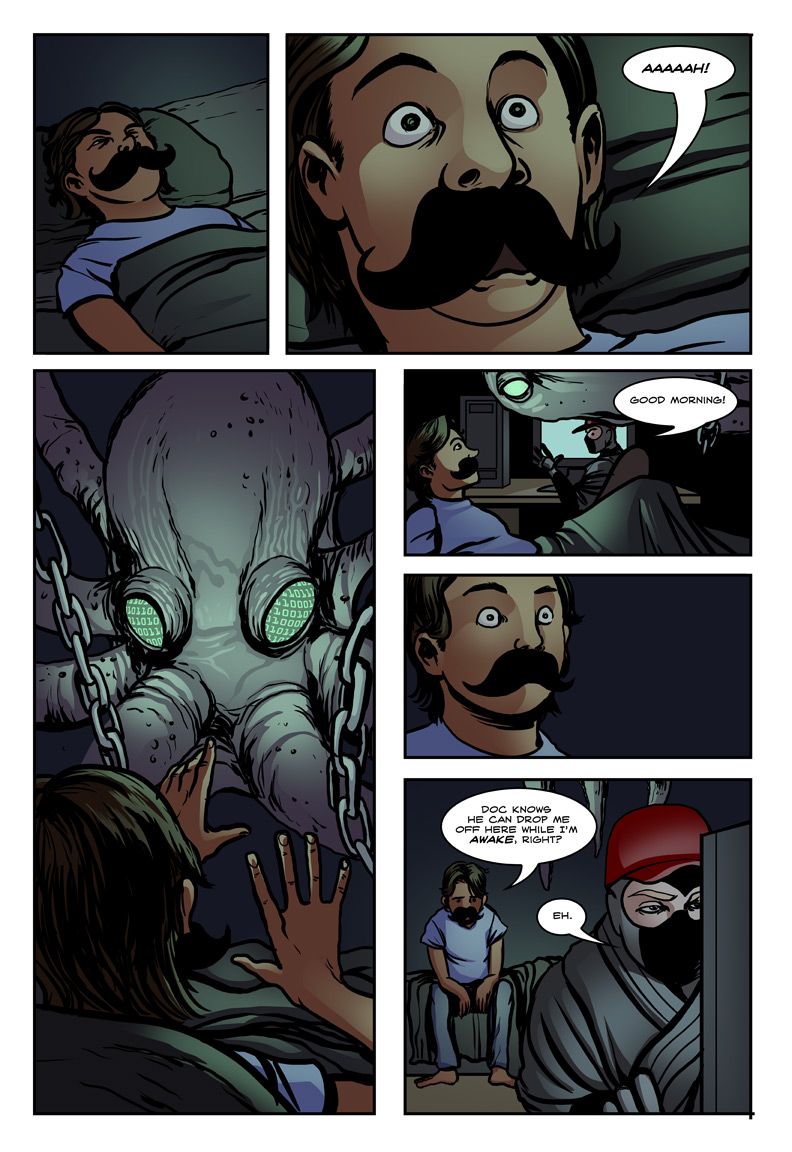 AAAAAH!
GOOD MORNING!
DOC KNOWS
HE CAN DROP ME
OFF HERE WHILE I'M
AWAKE, RIGHT?
EH.